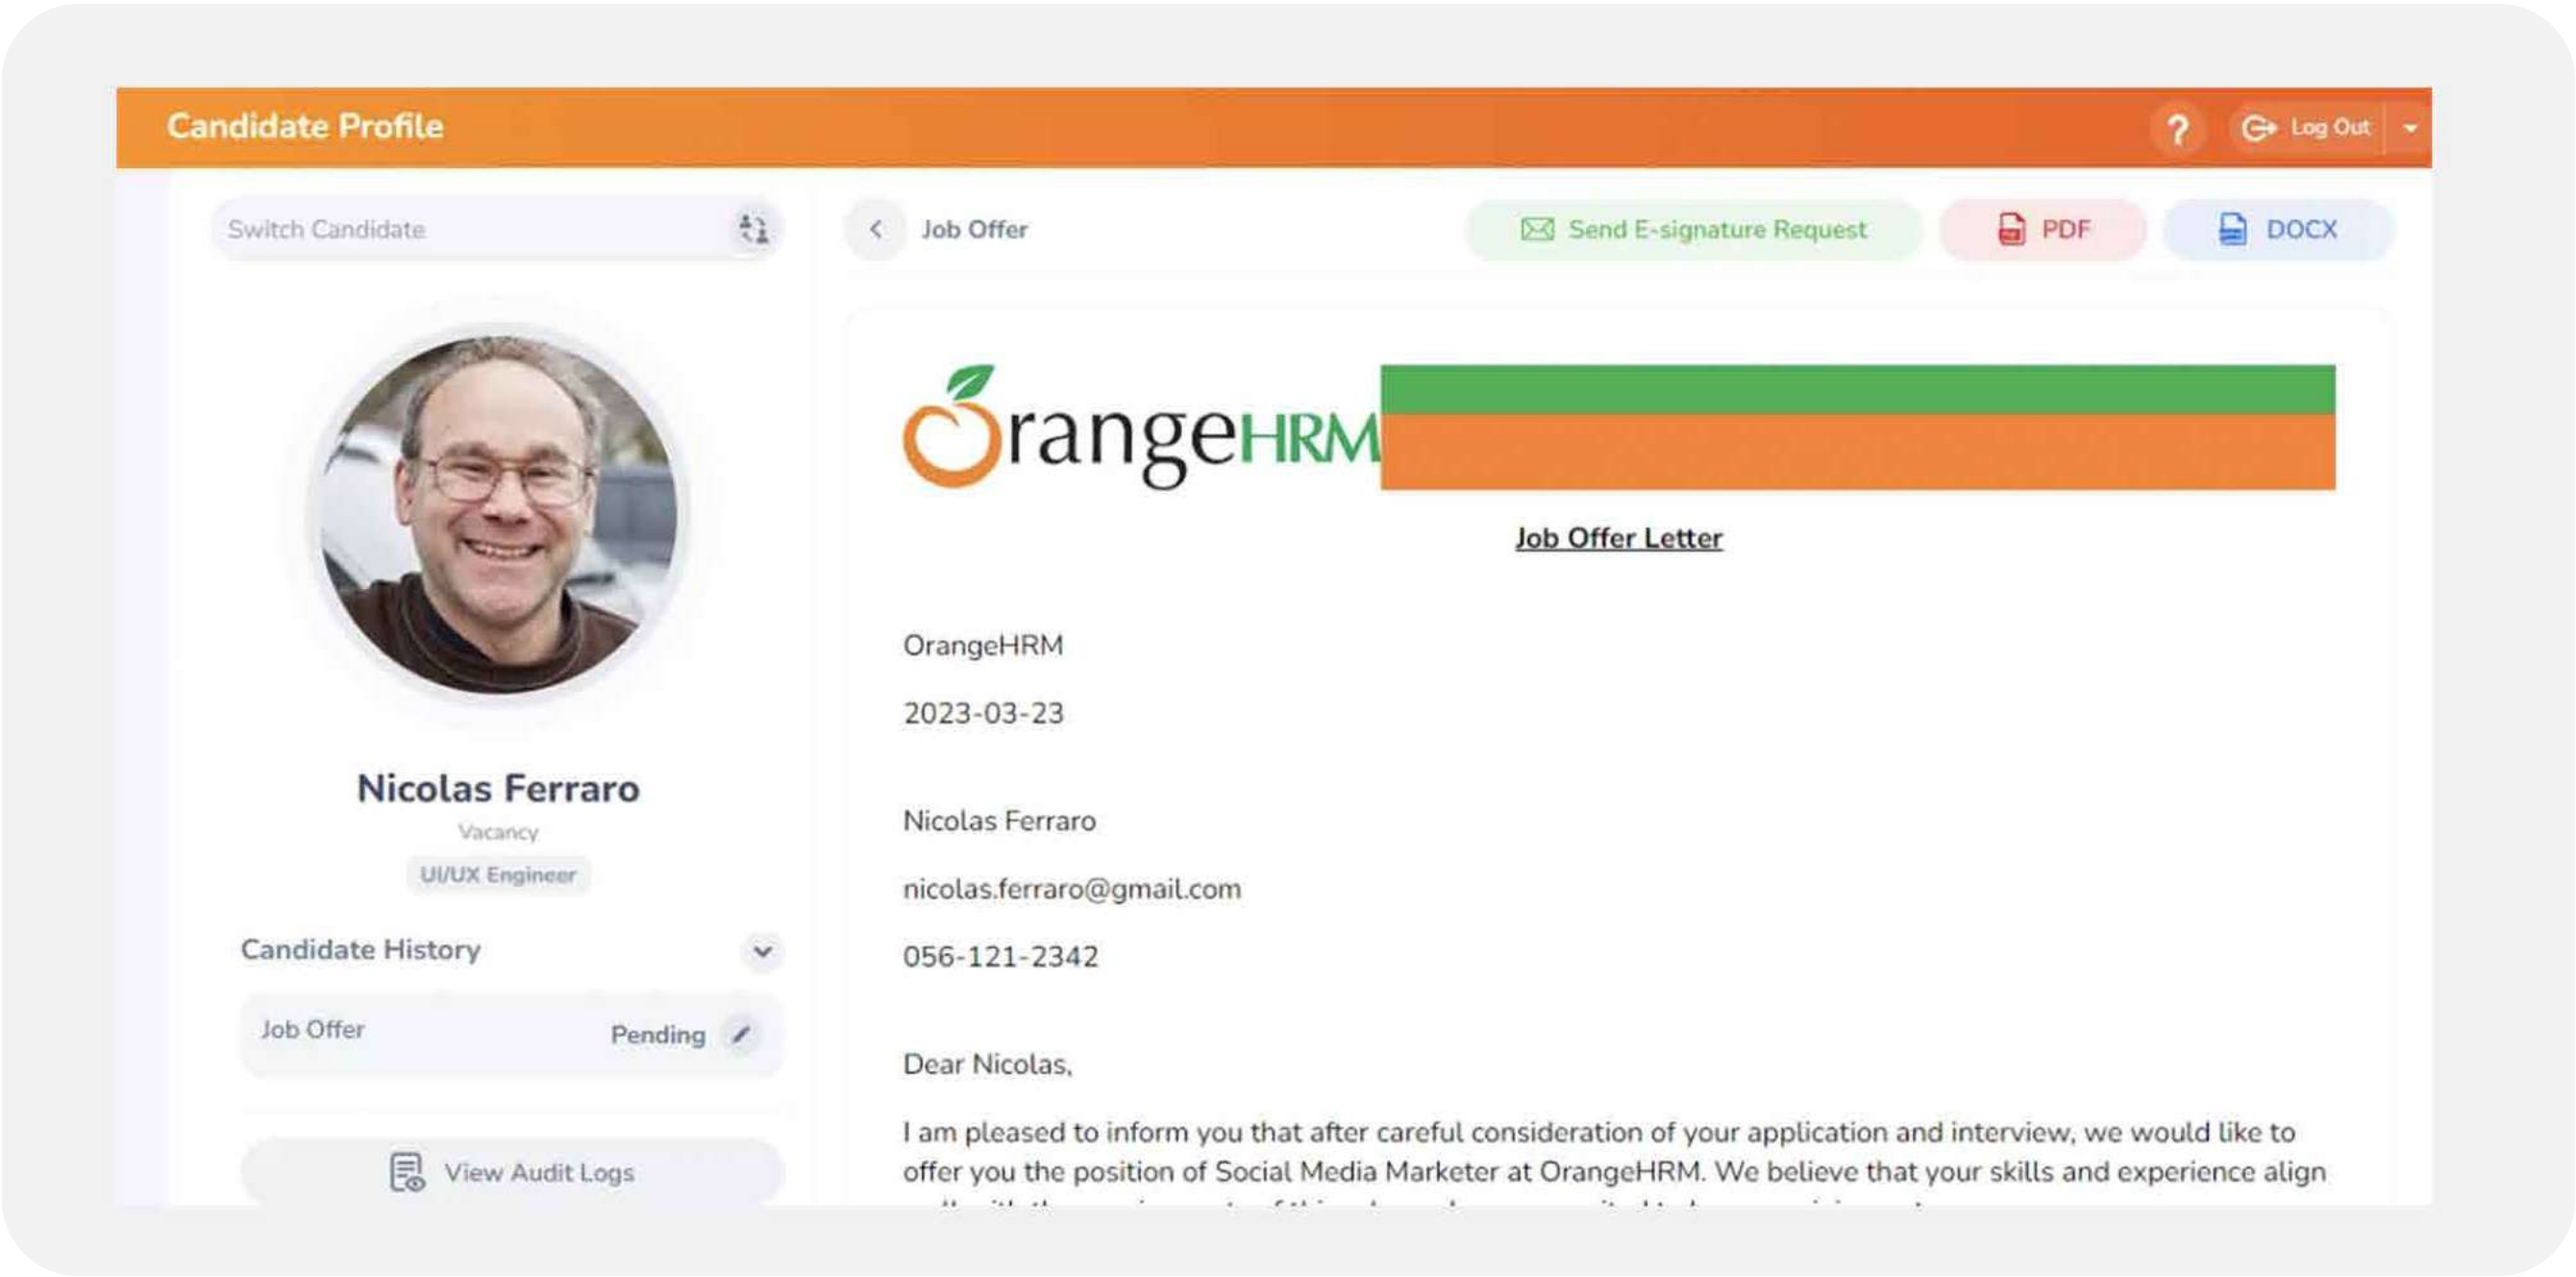 Candidate Profile
? Log Out
Switch Candidate
Job Offer
Send E-signature Request
PDF
DOCX
OrangeHRM
Job Offer Letter
OrangeHRM
2023-03-23
Nicolas Ferraro
nicolas.ferraro@gmail.com
056-121-2342
Dear Nicolas,
I am pleased to inform you that after careful consideration of your application and interview, we would like to
offer you the position of Social Media Marketer at OrangeHRM. We believe that your skills and experience align
Nicolas Ferraro
Vacancy
UI/UX Engineer
Candidate History
Job Offer
Pending
View Audit Logs